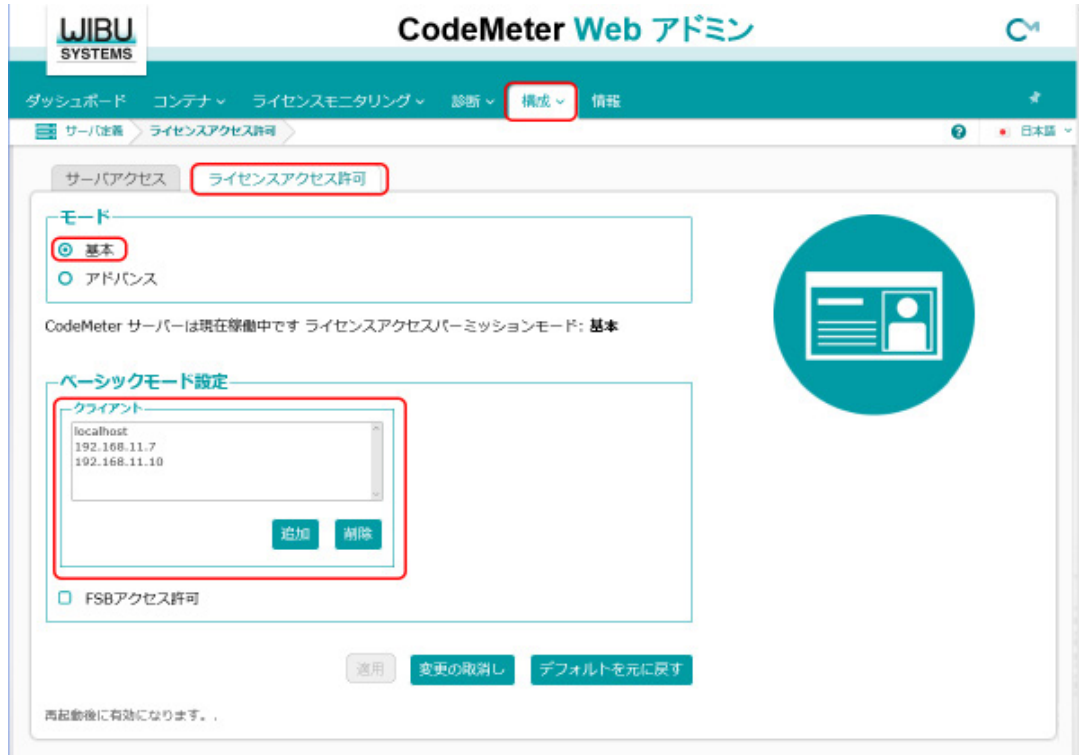 WIBU
SYSTEMS
CodeMeter Web アドミン
ダッシュボード コンテナ ライセンスモニタリング 診断 構成 情報
サーバ定義 ライセンスアクセス許可 日本語
サーバアクセス ライセンスアクセス許可
モード
基本
アドバンス
CodeMeter サーバーは現在稼働中です ライセンスアクセスパーミッションモード: 基本
ベーシックモード設定
クライアント
localhost
192.168.11.7
192.168.11.10
追加 削除
FSBアクセス許可
適用 変更の取消し デフォルトを元に戻す
再起動後に有効になります。.